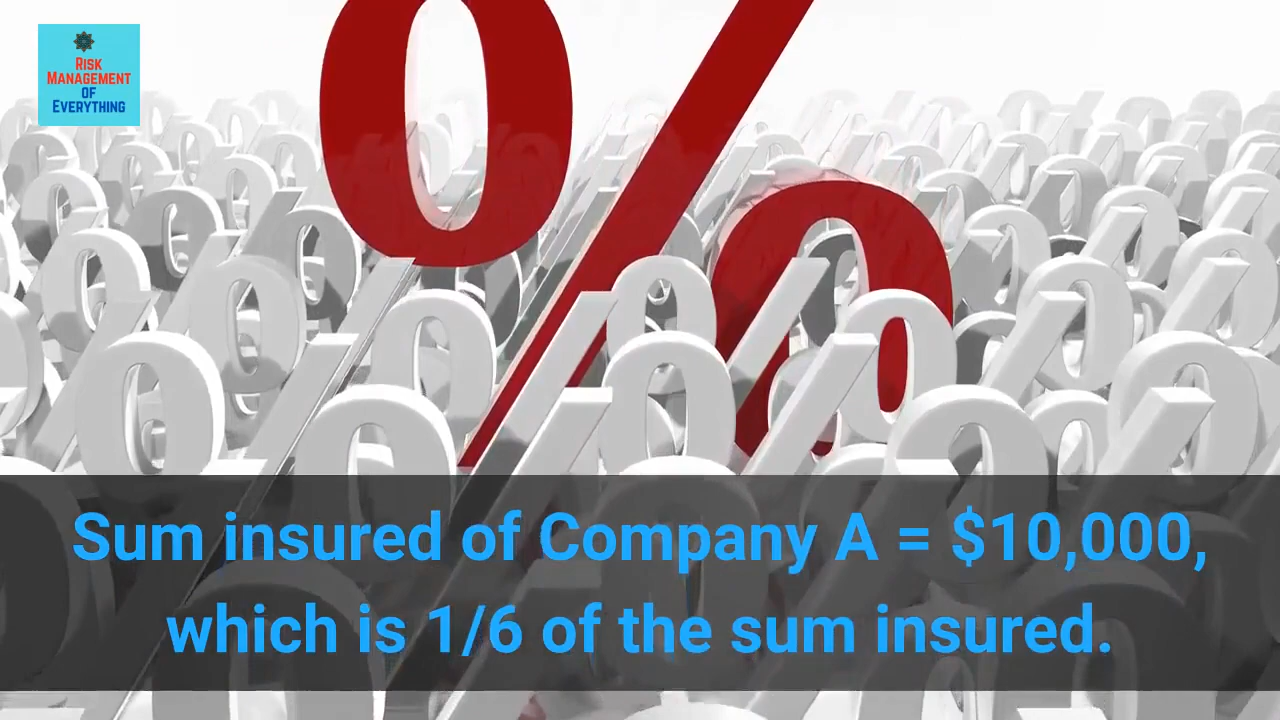 Risk
Management
of
Everything
Sum insured of Company A = $10,000,
which is 1/6 of the sum insured.